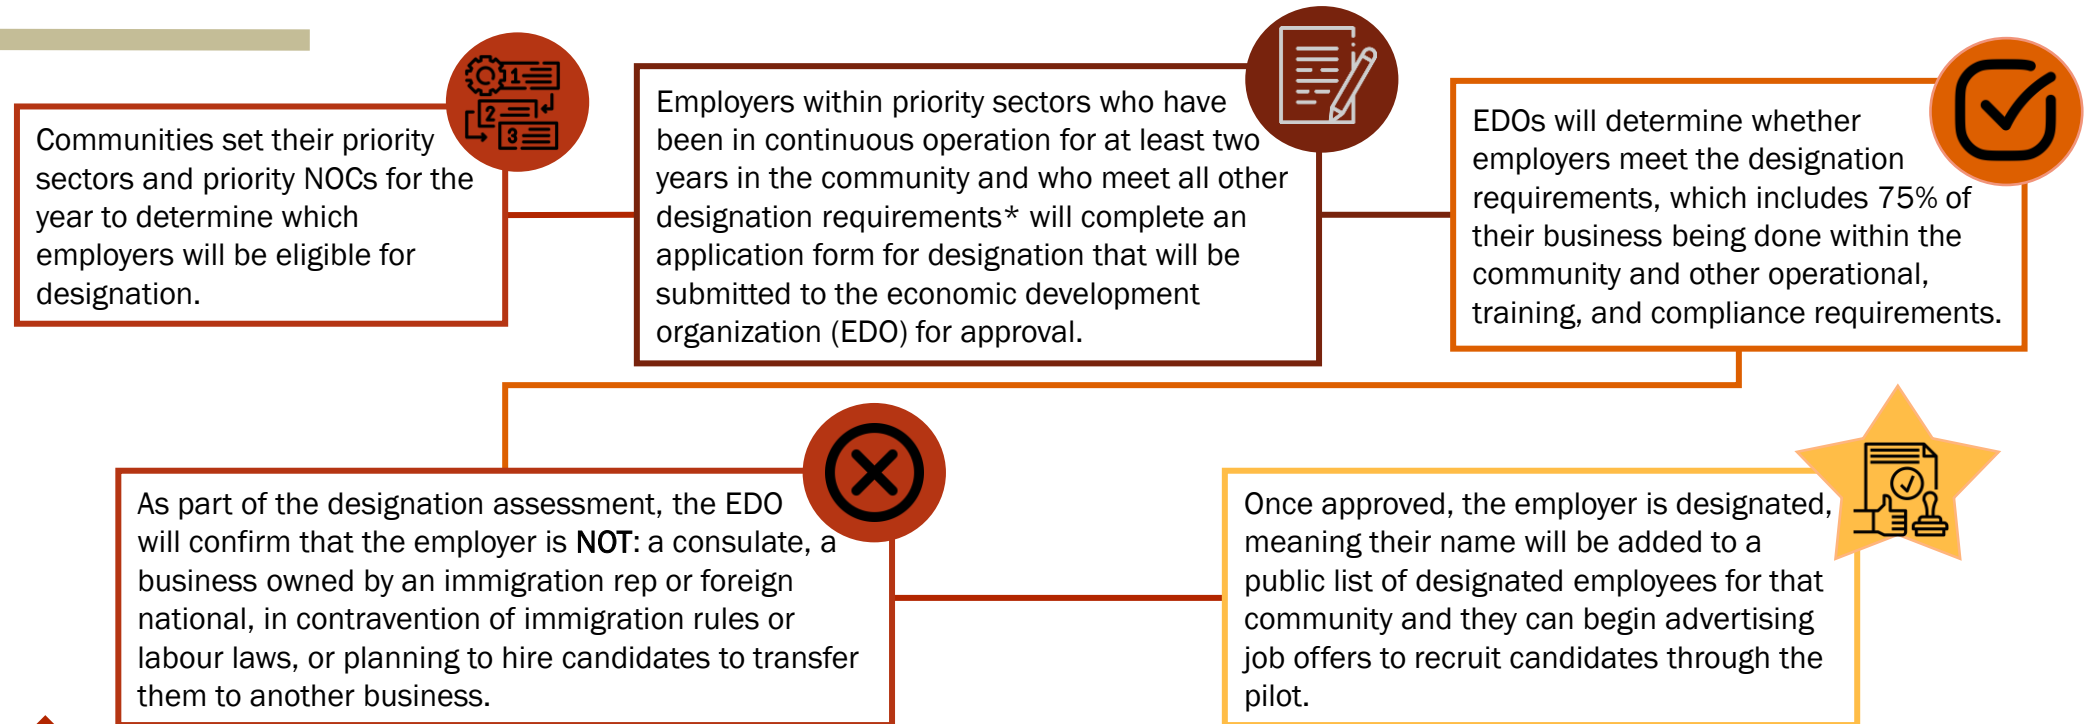 1
2
3
Communities set their priority
sectors and priority NOCs for the
year to determine which
employers will be eligible for
designation.
Employers within priority sectors who have
been in continuous operation for at least two
years in the community and who meet all other
designation requirements* will complete an
application form for designation that will be
submitted to the economic development
organization (EDO) for approval.
EDOs will determine whether
employers meet the designation
requirements, which includes 75% of
their business being done within the
community and other operational,
training, and compliance requirements.
As part of the designation assessment, the EDO
will confirm that the employer is NOT: a consulate, a
business owned by an immigration rep or foreign
national, in contravention of immigration rules or
labour laws, or planning to hire candidates to transfer
them to another business.
Once approved, the employer is designated,
meaning their name will be added to a
public list of designated employees for that
community and they can begin advertising
job offers to recruit candidates through the
pilot.